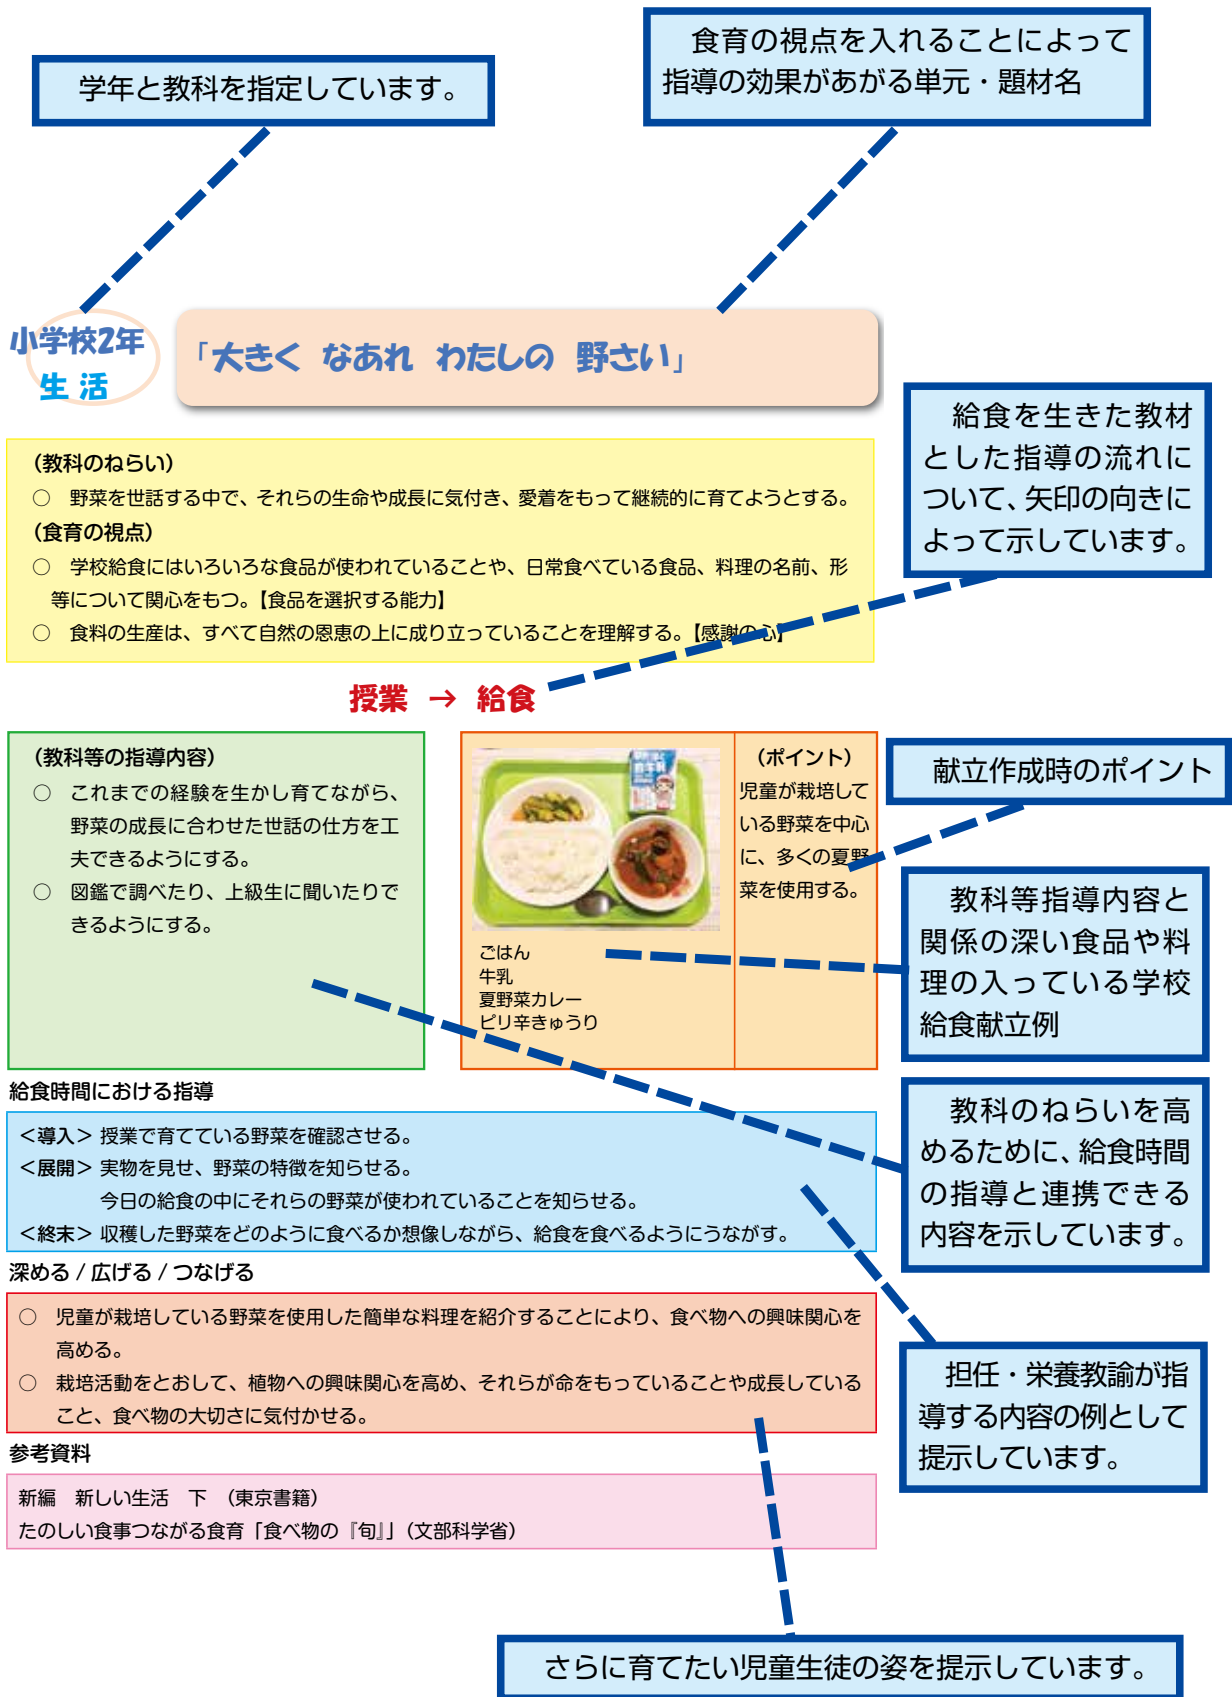 学年と教科を指定しています。
食育の視点を入れることによって
指導の効果があがる単元・題材名
小学校2年
生活
「大きく なあれ わたしの 野さい」
給食を生きた教材
とした指導の流れに
ついて、矢印の向きに
よって示しています。
(教科のねらい)
○ 野菜を世話する中で、それらの生命や成長に気付き、愛着をもって継続的に育てようとする。
(食育の視点)
○ 学校給食にはいろいろな食品が使われていることや、日常食べている食品、料理の名前、形
等について関心をもつ。【食品を選択する能力】
○ 食料の生産は、すべて自然の恩恵の上に成り立っていることを理解する。【感謝の心】
授業 → 給食
(教科等の指導内容)
○ これまでの経験を生かし育てながら、
野菜の成長に合わせた世話の仕方を工
夫できるようにする。
○ 図鑑で調べたり、上級生に聞いたりで
きるようにする。
ごはん
牛乳
夏野菜カレー
ピリ辛きゅうり
(ポイント)
児童が栽培して
いる野菜を中心
に、多くの夏野
菜を使用する。
献立作成時のポイント
教科等指導内容と
関係の深い食品や料
理の入っている学校
給食献立例
教科のねらいを高
めるために、給食時間
の指導と連携できる
内容を示しています。
給食時間における指導
<導入> 授業で育てている野菜を確認させる。
<展開> 実物を見せ、野菜の特徴を知らせる。
今日の給食の中にそれらの野菜が使われていることを知らせる。
<終末> 収穫した野菜をどのように食べるか想像しながら、給食を食べるようにうながす。
深める / 広げる / つなげる
○ 児童が栽培している野菜を使用した簡単な料理を紹介することにより、食べ物への興味関心を
高める。
○ 栽培活動をとおして、植物への興味関心を高め、それらが命をもっていることや成長している
こと、食べ物の大切さに気付かせる。
担任・栄養教諭が指
導する内容の例として
提示しています。
参考資料
新編 新しい生活 下 (東京書籍)
たのしい食事つながる食育「食べ物の『旬』」(文部科学省)
さらに育てたい児童生徒の姿を提示しています。